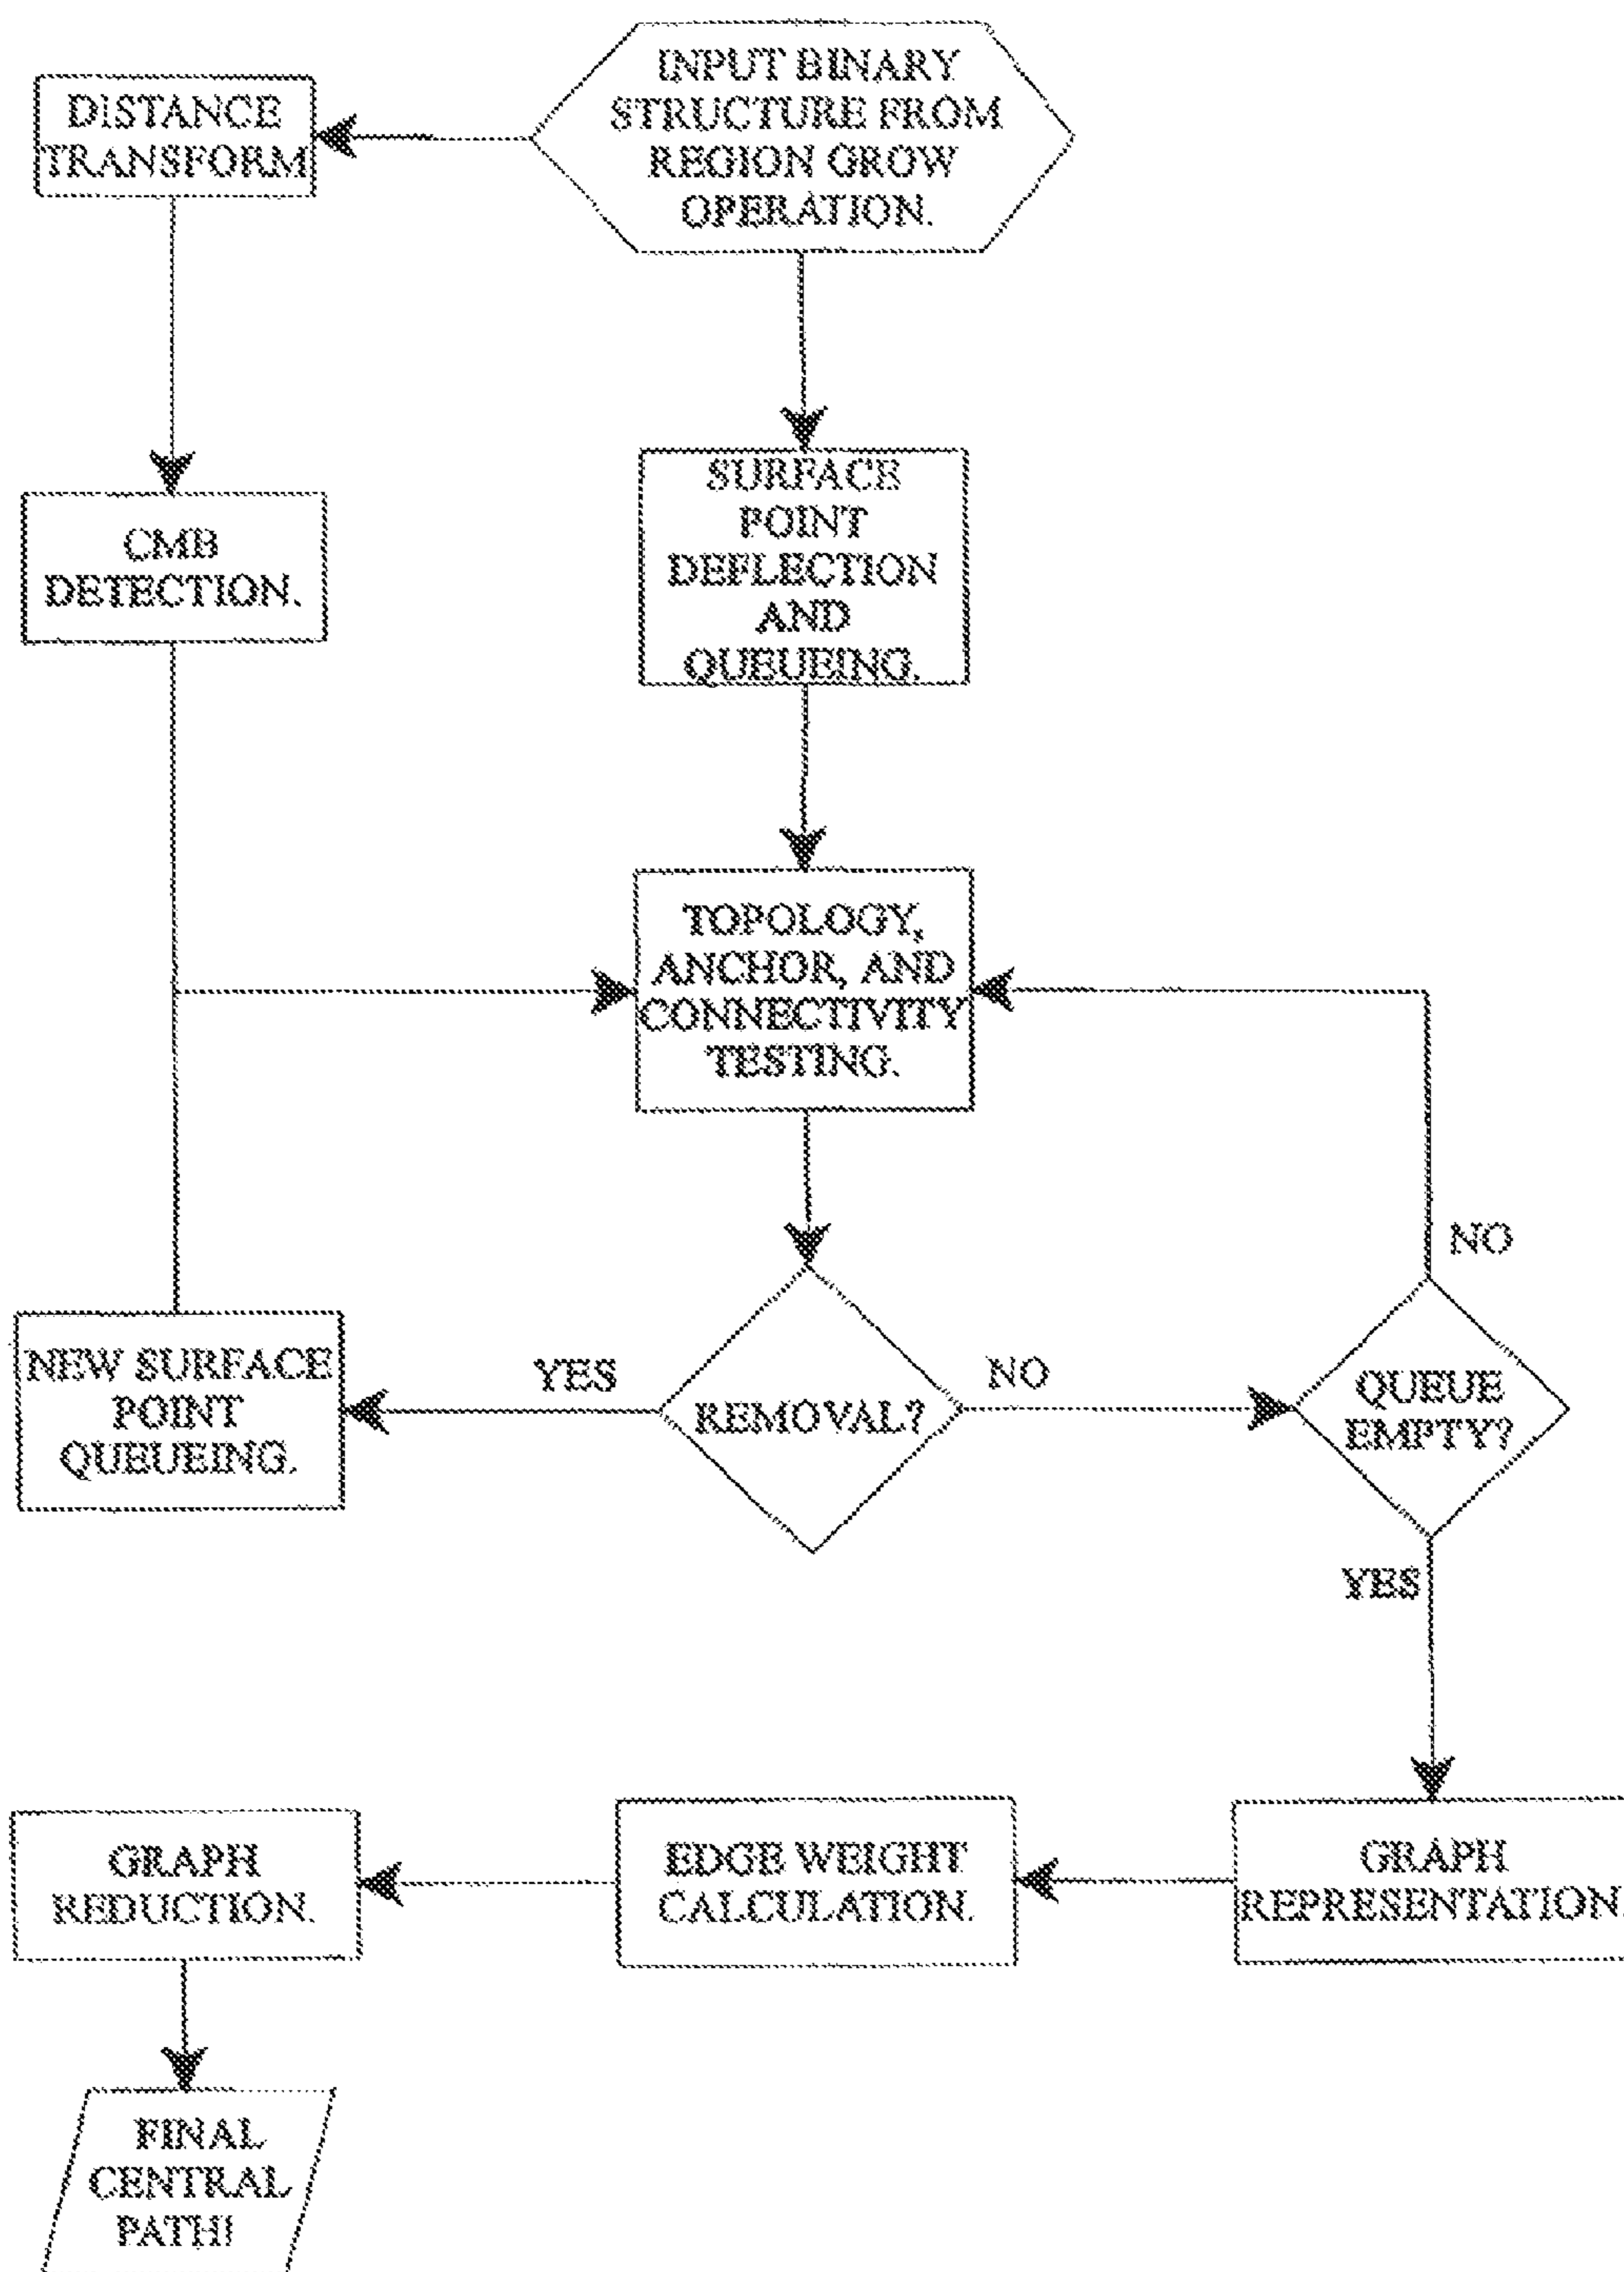 INPUT BINARY
STRUCTURE FROM
REGION GROW
OPERATION.
DISTANCE
TRANSFORM
CMB
DETECTION.
SURFACE
POINT
DEFLECTION
AND
QUEUEING.
TOPOLOGY,
ANCHOR, AND
CONNECTIVITY
TESTING.
NO
NEW SURFACE
POINT
QUEUEING.
YES
REMOVAL?
NO
QUEUE
EMPTY?
YES
GRAPH
REDUCTION.
EDGE WEIGHT
CALCULATION.
GRAPH
REPRESENTATION.
FINAL
CENTRAL
PATH!